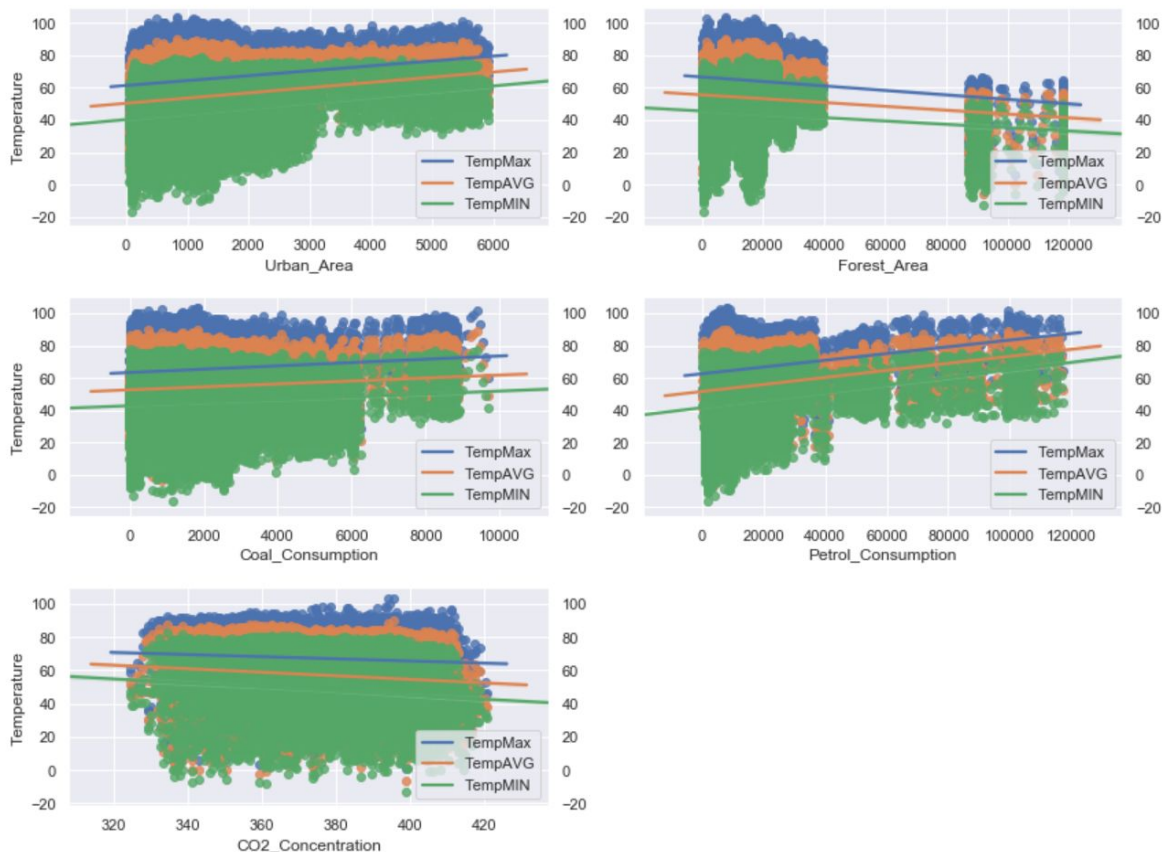 100 100 100 100
80 80 80 80
60 60 60 60
40 40 40 40
20 20 20 20
0 0 0 0
−20 −20 −20 −20
Temperature
TempMax
TempAVG
TempMIN
0 1000 2000 3000 4000 5000 6000
Urban_Area
TempMax
TempAVG
TempMIN
0 20000 40000 60000 80000 100000 120000
Forest_Area
100 100 100 100
80 80 80 80
60 60 60 60
40 40 40 40
20 20 20 20
0 0 0 0
−20 −20 −20 −20
Temperature
TempMax
TempAVG
TempMIN
0 2000 4000 6000 8000 10000
Coal_Consumption
TempMax
TempAVG
TempMIN
0 20000 40000 60000 80000 100000 120000
Petrol_Consumption
100 100
80 80
60 60
40 40
20 20
0 0
−20 −20
Temperature
TempMax
TempAVG
TempMIN
320 340 360 380 400 420
CO2_Concentration